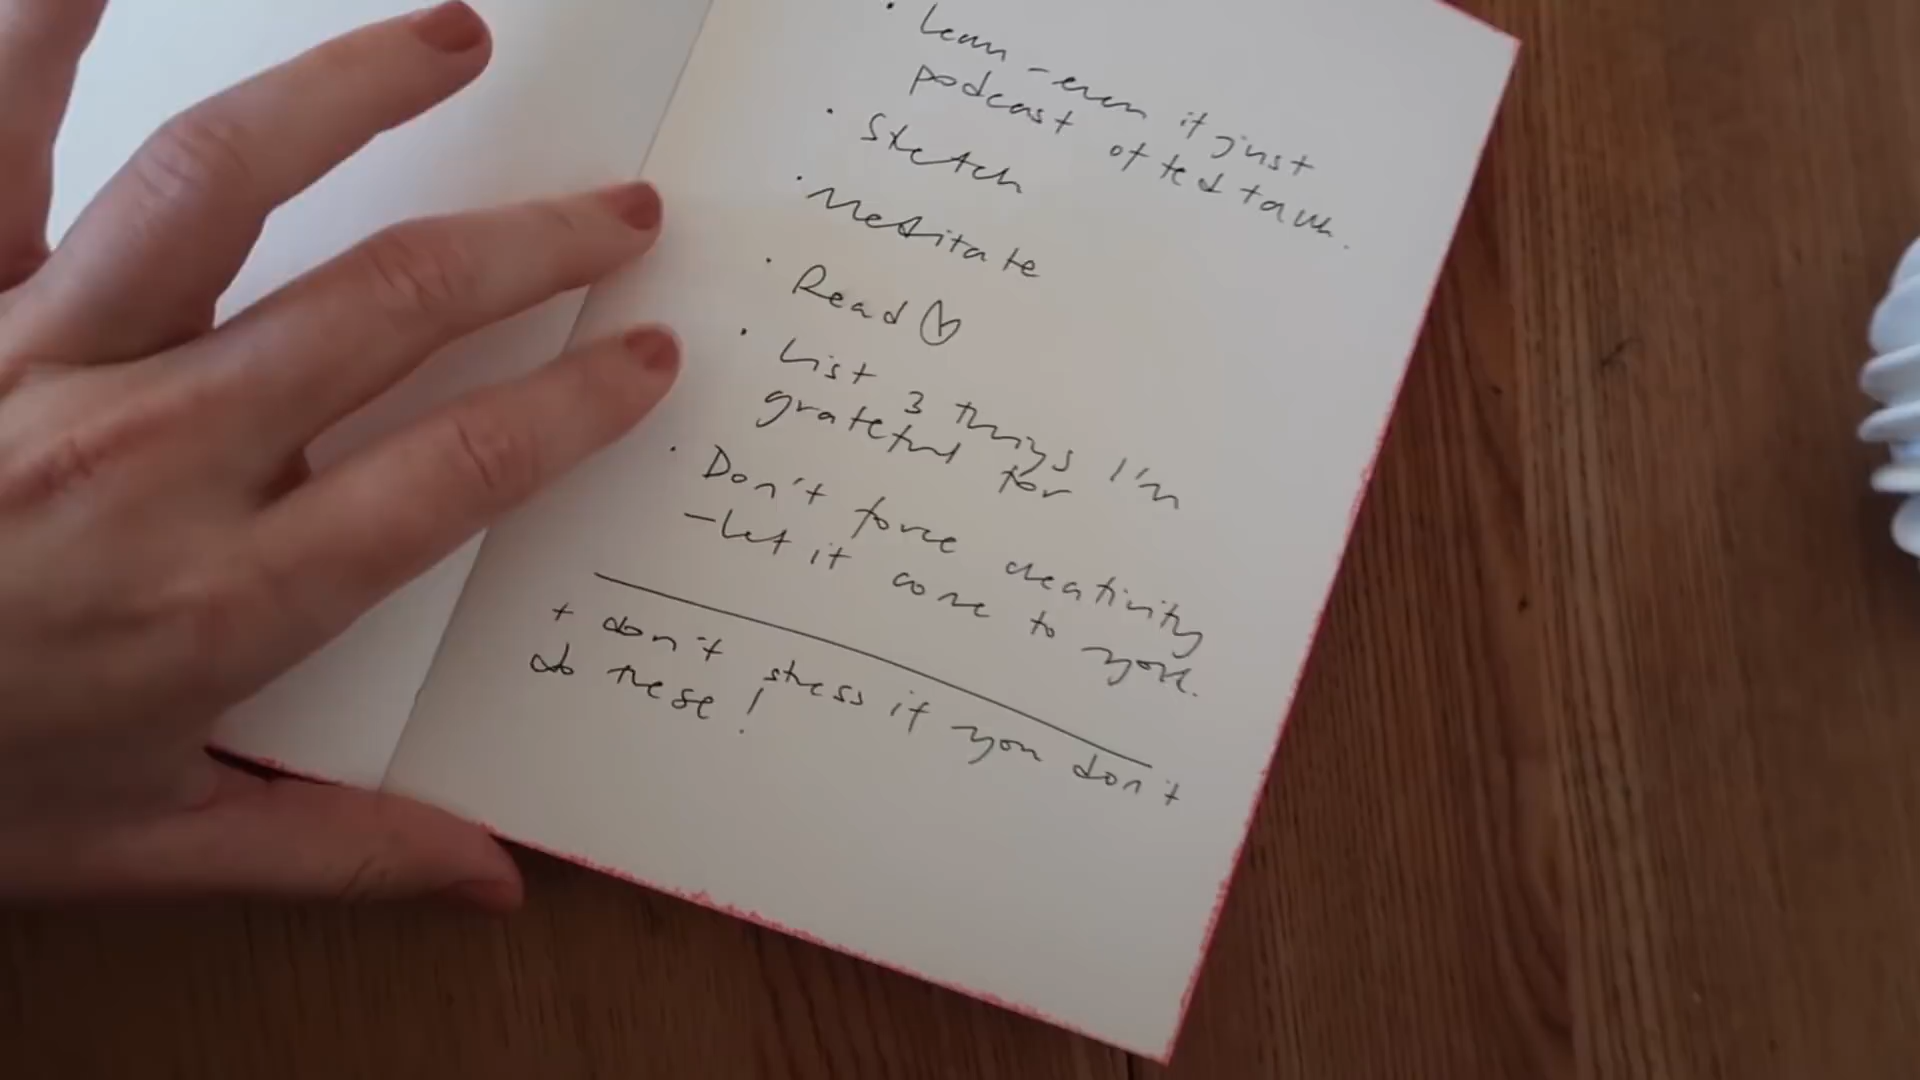 · Learn - even if just
podcast of ted talk.
· Sketch
· Meditate
· Read
· List 3 things I'm
grateful for
· Don't force creativity
- let it come to you.
+ don't stress if you don't
do these!